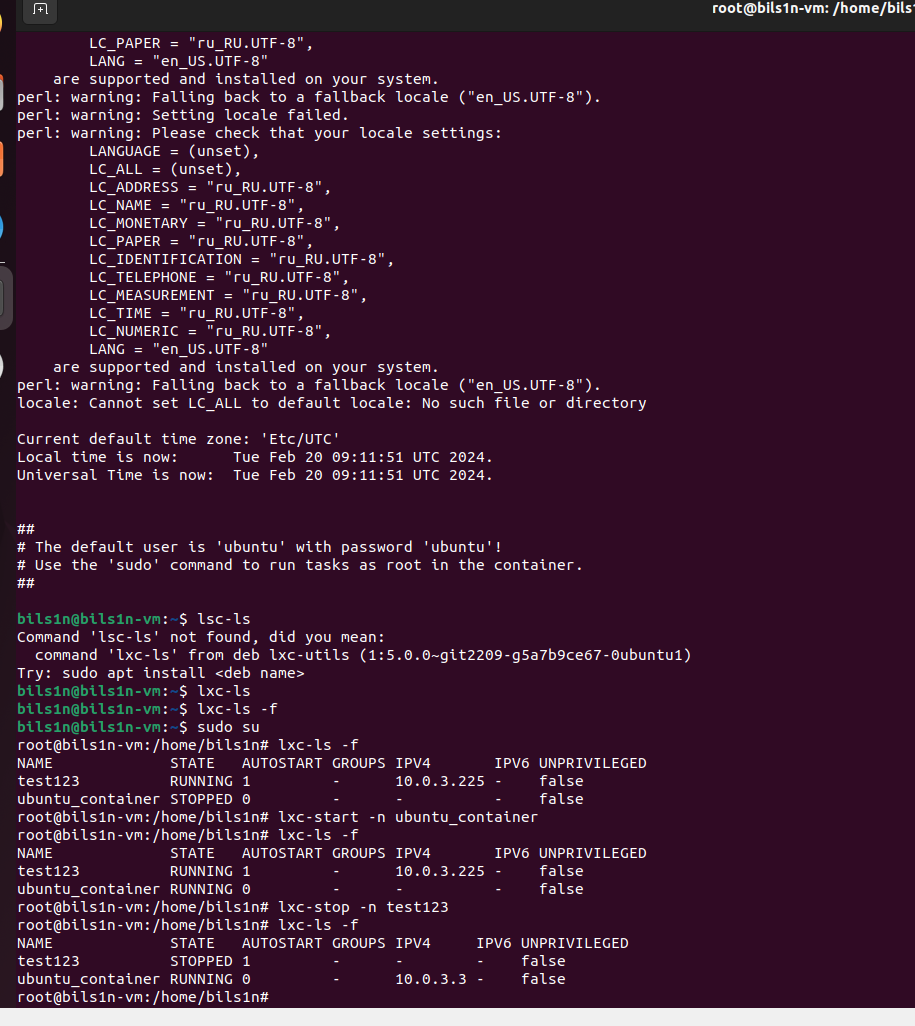 root@bils1n-vm: /home/bils1
LC_PAPER = "ru_RU.UTF-8",
LANG = "en_US.UTF-8"
are supported and installed on your system.
perl: warning: Falling back to a fallback locale ("en_US.UTF-8").
perl: warning: Setting locale failed.
perl: warning: Please check that your locale settings:
LANGUAGE = (unset),
LC_ALL = (unset),
LC_ADDRESS = "ru_RU.UTF-8",
LC_NAME = "ru_RU.UTF-8",
LC_MONETARY = "ru_RU.UTF-8",
LC_PAPER = "ru_RU.UTF-8",
LC_IDENTIFICATION = "ru_RU.UTF-8",
LC_TELEPHONE = "ru_RU.UTF-8",
LC_MEASUREMENT = "ru_RU.UTF-8",
LC_TIME = "ru_RU.UTF-8",
LC_NUMERIC = "ru_RU.UTF-8",
LANG = "en_US.UTF-8"
are supported and installed on your system.
perl: warning: Falling back to a fallback locale ("en_US.UTF-8").
locale: Cannot set LC_ALL to default locale: No such file or directory
Current default time zone: 'Etc/UTC'
Local time is now:      Tue Feb 20 09:11:51 UTC 2024.
Universal Time is now:  Tue Feb 20 09:11:51 UTC 2024.
##
# The default user is 'ubuntu' with password 'ubuntu'!
# Use the 'sudo' command to run tasks as root in the container.
##
bils1n@bils1n-vm:~$ lsc-ls
Command 'lsc-ls' not found, did you mean:
command 'lxc-ls' from deb lxc-utils (1:5.0.0~git2209-g5a7b9ce67-0ubuntu1)
Try: sudo apt install <deb name>
bils1n@bils1n-vm:~$ lxc-ls
bils1n@bils1n-vm:~$ lxc-ls -f
bils1n@bils1n-vm:~$ sudo su
root@bils1n-vm:/home/bils1n# lxc-ls -f
NAME             STATE   AUTOSTART GROUPS IPV4       IPV6 UNPRIVILEGED
test123          RUNNING 1         -      10.0.3.225 -    false
ubuntu_container STOPPED 0         -      -          -    false
root@bils1n-vm:/home/bils1n# lxc-start -n ubuntu_container
root@bils1n-vm:/home/bils1n# lxc-ls -f
NAME             STATE   AUTOSTART GROUPS IPV4       IPV6 UNPRIVILEGED
test123          RUNNING 1         -      10.0.3.225 -    false
ubuntu_container RUNNING 0         -      -          -    false
root@bils1n-vm:/home/bils1n# lxc-stop -n test123
root@bils1n-vm:/home/bils1n# lxc-ls -f
NAME             STATE   AUTOSTART GROUPS IPV4     IPV6 UNPRIVILEGED
test123          STOPPED 1         -      -        -    false
ubuntu_container RUNNING 0         -      10.0.3.3 -    false
root@bils1n-vm:/home/bils1n#